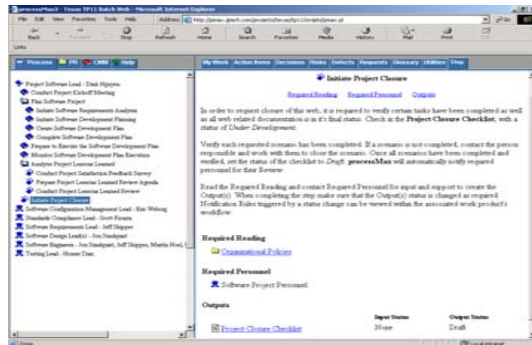 processMax3 - Texas TP11 Batch Web - Microsoft Internet Explorer
File Edit View Favorites Tools Help
Address
Back Forward Stop Refresh Home Search Favorites Media History Mail Print
Links
Process PR CMM Help
My Work Action Items Decisions Risks Defects Requests Glossary Utilities Step
Project Software Lead - Dinh Nguyen
Conduct Project Kickoff Meeting
Plan Software Project
Initiate Software Requirements Analysis
Initiate Software Development Planning
Create Software Development Plan
Complete Software Development Plan
Prepare to Execute the Software Development Plan
Monitor Software Development Plan Execution
Analyze Project Lessons Learned
Conduct Project Satisfaction Feedback Survey
Prepare Project Lessons Learned Review Agenda
Conduct Project Lessons Learned Review
Initiate Project Closure
Software Configuration Management Lead - Eric Weborg
Standards Compliance Lead - Scott
Software Requirements Lead - Jeff Shipper
Software Design Lead(s) - Jon Sundquist
Software Engineers - Jon Sundquist, Jeff Shipper, Martin
Testing Lead - Homer Dans
Initiate Project Closure
Required Reading Required Personnel Outputs
In order to request closure of this web, it is required to verify certain tasks have been completed as well
as all web related documentation is in it's final status. Check in the Project Closure Checklist, with a
status of Under Development.
Verify each requested scenario has been completed. If a scenario is not completed, contact the person
responsible and work with them to close the scenario. Once all scenarios have been completed and
verified, set the status of the checklist to Draft. processMax will automatically notify required
personnel for their Review.
Read the Required Reading and contact Required Personnel for input and support to create the
Output(s). When completing the step make sure that the Output(s) status is changed as required
Notification Rules triggered by a status change can be viewed within the associated work product's
workflow.
Required Reading
Organizational Policies
Required Personnel
Software Project Personnel
Outputs
Input Status Output Status
Project Closure Checklist None Draft
Done
Local intranet